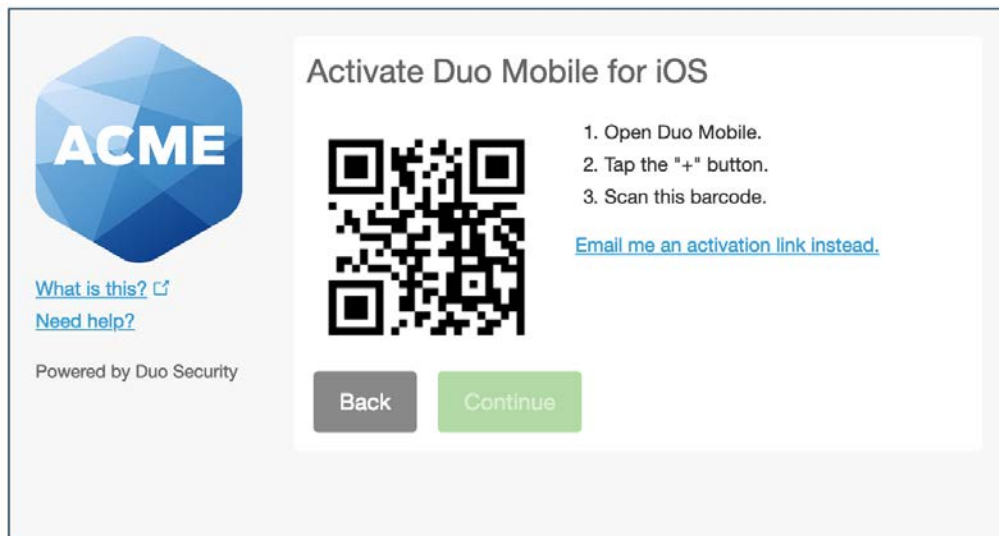 ACME
What is this?
Need help?
Powered by Duo Security
Activate Duo Mobile for iOS
1. Open Duo Mobile.
2. Tap the "+" button.
3. Scan this barcode.
Email me an activation link instead.
Back
Continue